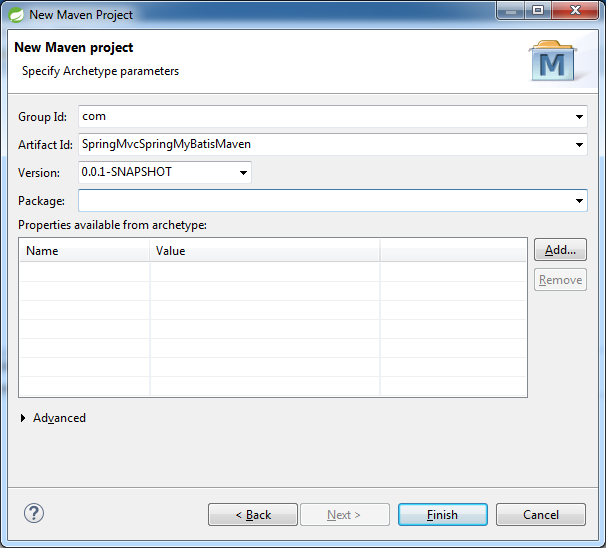 New Maven Project
New Maven project
Specify Archetype parameters
M
Group Id: com
Artifact Id: SpringMvcSpringMyBatisMaven
Version: 0.0.1-SNAPSHOT
Package:
Properties available from archetype:
Name Value
Add...
Remove
Advanced
? < Back Next > Finish Cancel